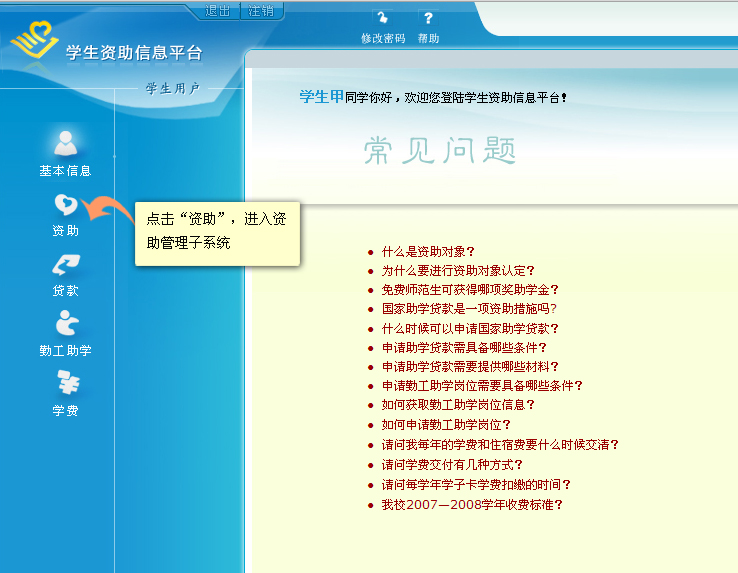 退出 注销
修改密码 帮助
学生资助信息平台
学生用户
学生甲同学你好，欢迎您登陆学生资助信息平台！
常见问题
基本信息
资助
点击“资助”，进入资
助管理子系统
贷款
勤工助学
学费
什么是资助对象？
为什么要进行资助对象认定？
免费师范生可获得哪项奖助学金？
国家助学贷款是一项资助措施吗？
什么时候可以申请国家助学贷款？
申请助学贷款需具备哪些条件？
申请助学贷款需要提供哪些材料？
申请勤工助学岗位需要具备哪些条件？
如何获取勤工助学岗位信息？
如何申请勤工助学岗位？
请问我每年的学费和住宿费要什么时候交清？
请问学费交付有几种方式？
请问每学年学子卡学费扣缴的时间？
我校2007—2008学年收费标准？